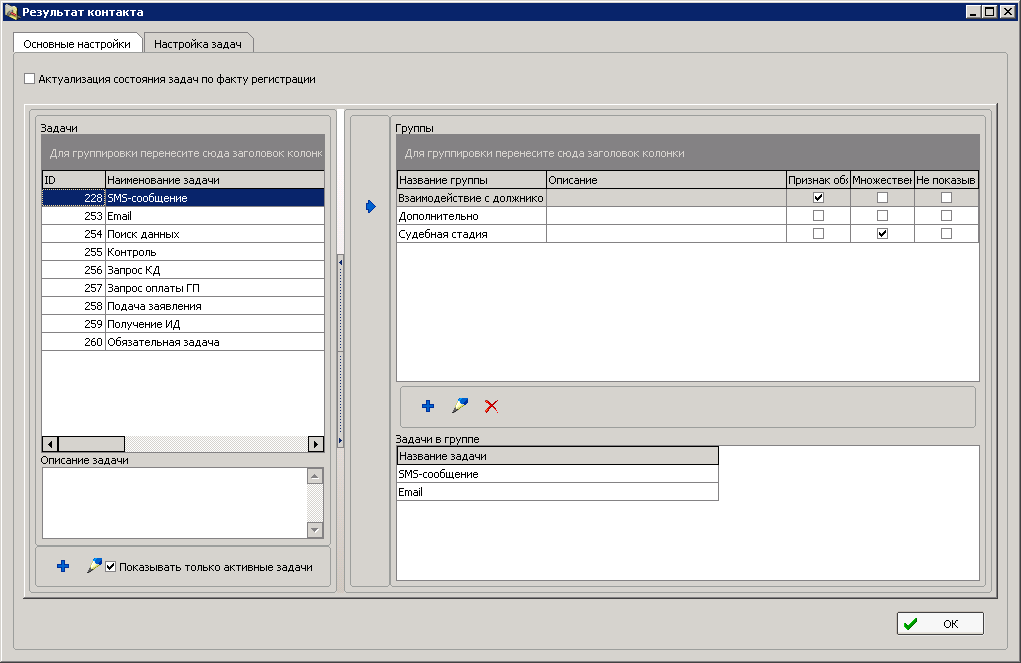 Результат контакта
Основные настройки
Настройка задач
Актуализация состояния задач по факту регистрации
Задачи
Для группировки перенесите сюда заголовок колонк
ID Наименование задачи
228 SMS-сообщение
253 Email
254 Поиск данных
255 Контроль
256 Запрос КД
257 Запрос оплаты ГП
258 Подача заявления
259 Получение ИД
260 Обязательная задача
Описание задачи
Показывать только активные задачи
Группы
Для группировки перенесите сюда заголовок колонки
Название группы Описание Признак обя Множествен Не показыв
Взаимодействие с должнико
Дополнительно
Судебная стадия
Задачи в группе
Название задачи
SMS-сообщение
Email
OK